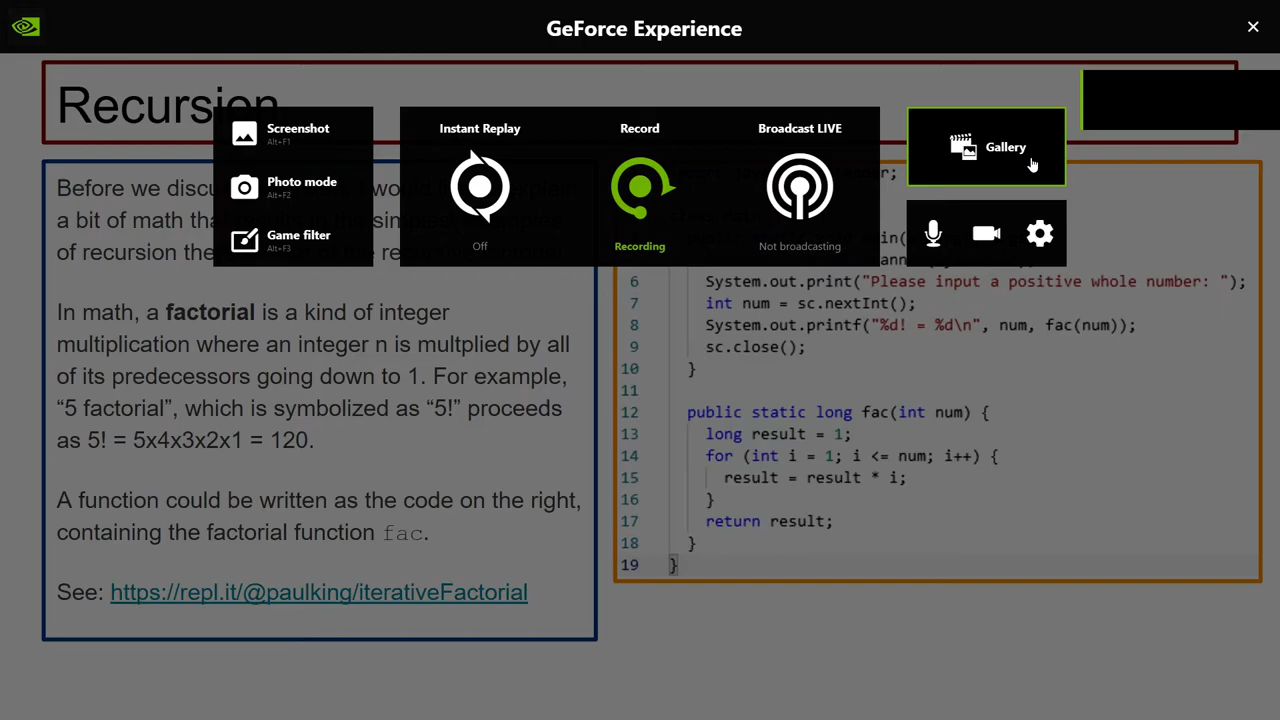 GeForce Experience
Recursion
Screenshot
Alt+F1
Photo mode
Alt+F2
Game filter
Alt+F3
Instant Replay
Off
Record
Recording
Broadcast LIVE
Not broadcasting
Gallery
Before we
a bit of math
of recursion
In math, a factorial is a kind of integer
multiplication where an integer n is multplied by all
of its predecessors going down to 1. For example,
“5 factorial”, which is symbolized as “5!” proceeds
as 5! = 5x4x3x2x1 = 120.
A function could be written as the code on the right,
containing the factorial function fac.
See: https://repl.it/@paulking/iterativeFactorial
6 System.out.print("Please input a positive whole number: ");
7 int num = sc.nextInt();
8 System.out.printf("%d! = %d\n", num, fac(num));
9 sc.close();
10 }
11
12 public static long fac(int num) {
13 long result = 1;
14 for (int i = 1; i <= num; i++) {
15 result = result * i;
16 }
17 return result;
18 }
19 }